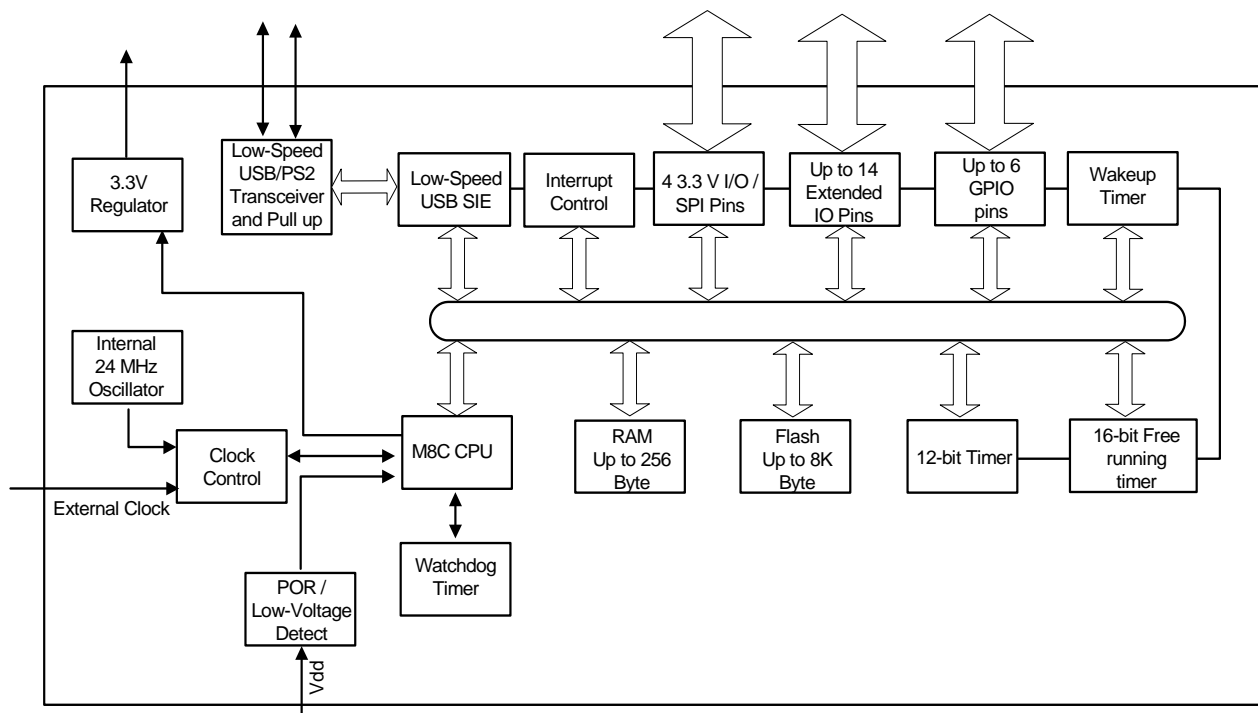 3.3V
Regulator
Low-Speed
USB/PS2
Transceiver
and Pull up
Low-Speed
USB SIE
Interrupt
Control
4 3.3 V I/O /
SPI Pins
Up to 14
Extended
IO Pins
Up to 6
GPIO
pins
Wakeup
Timer
Internal
24 MHz
Oscillator
Clock
Control
External Clock
M8C CPU
RAM
Up to 256
Byte
Flash
Up to 8K
Byte
12-bit Timer
16-bit Free
running
timer
Watchdog
Timer
POR /
Low-Voltage
Detect
Vdd